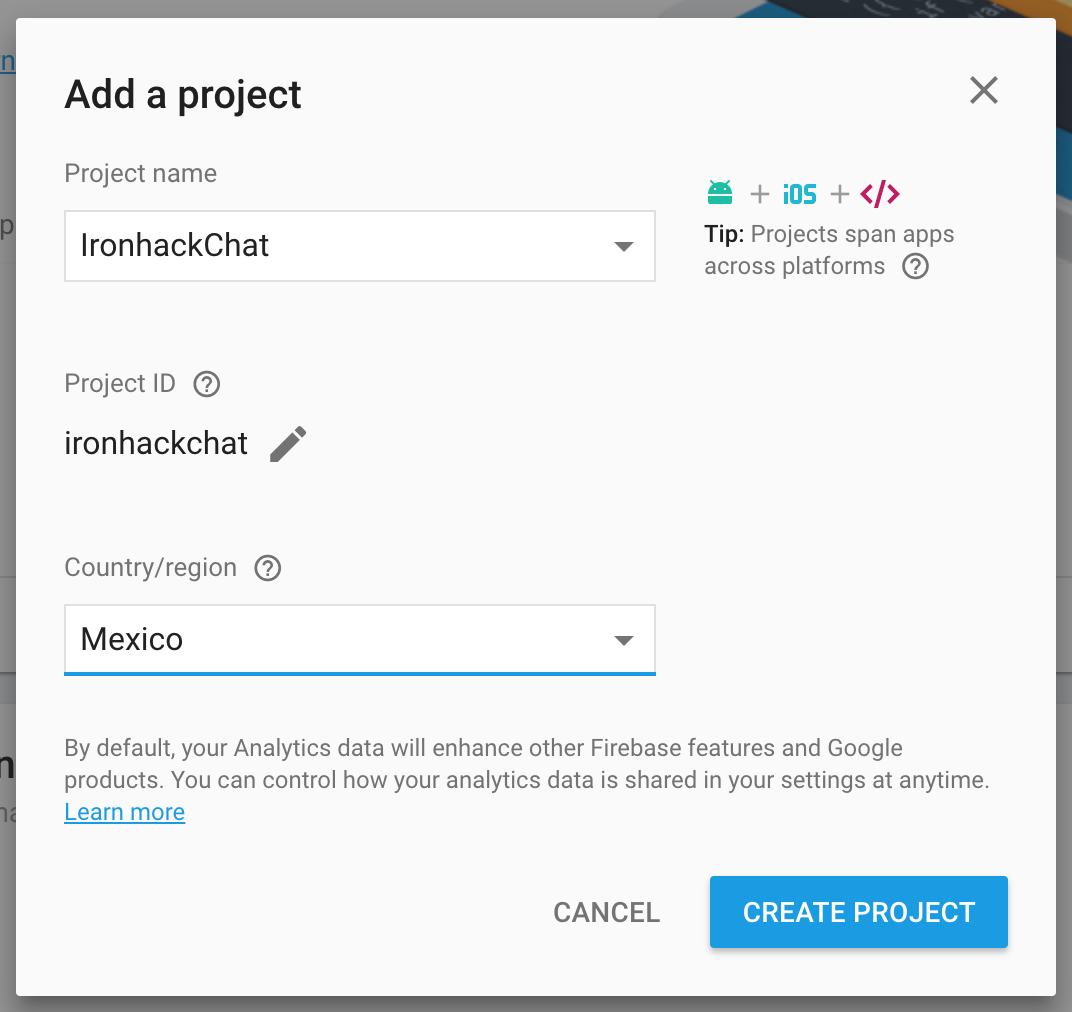 Add a project
Project name
IronhackChat
iOS
Tip: Projects span apps
across platforms
Project ID
ironhackchat
Country/region
Mexico
By default, your Analytics data will enhance other Firebase features and Google
products. You can control how your analytics data is shared in your settings at anytime.
Learn more
CANCEL
CREATE PROJECT